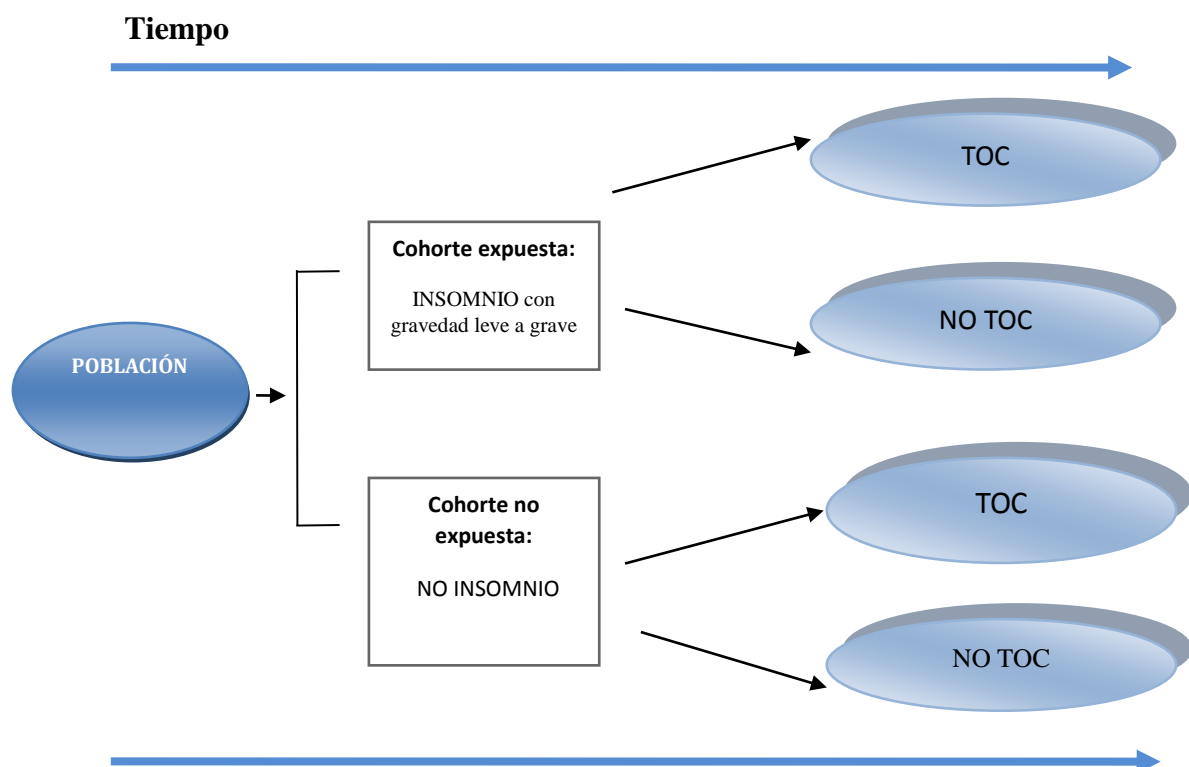 Tiempo
TOC
Cohorte expuesta:
INSOMNIO con
gravedad leve a grave
NO TOC
POBLACIÓN
Cohorte no
expuesta:
NO INSOMNIO
TOC
NO TOC